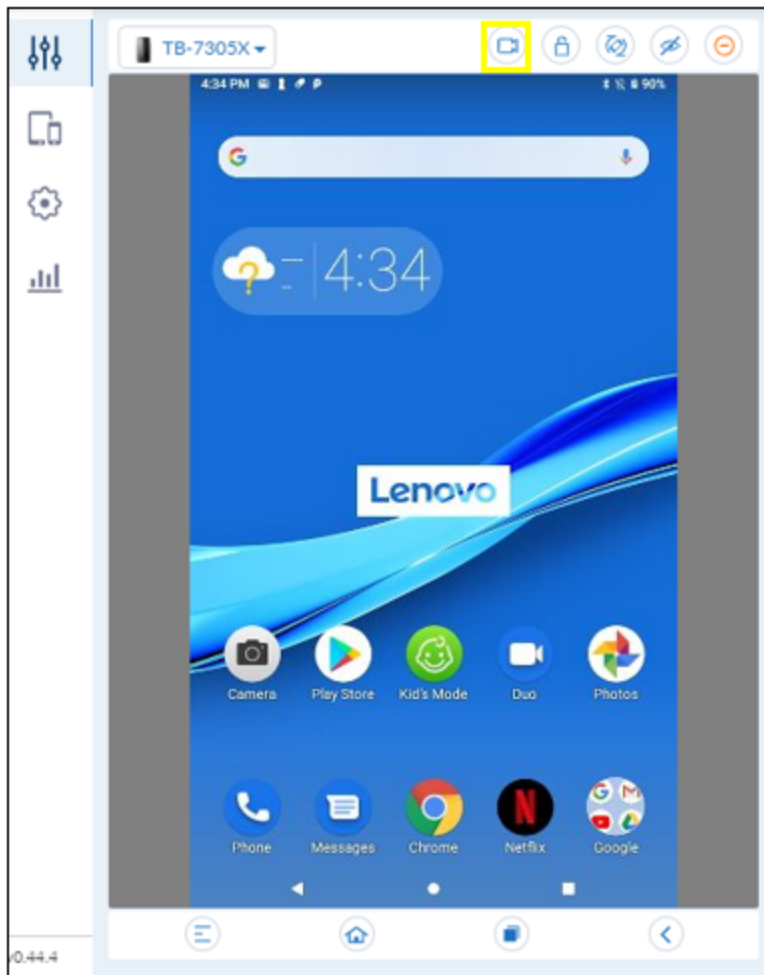 TB-7305X
4:34 PM P 90%
G
4:34
Lenovo
Camera Play Store Kid's Mode Duo Photos
Phone Messages Chrome Netflix Google
0.44.4